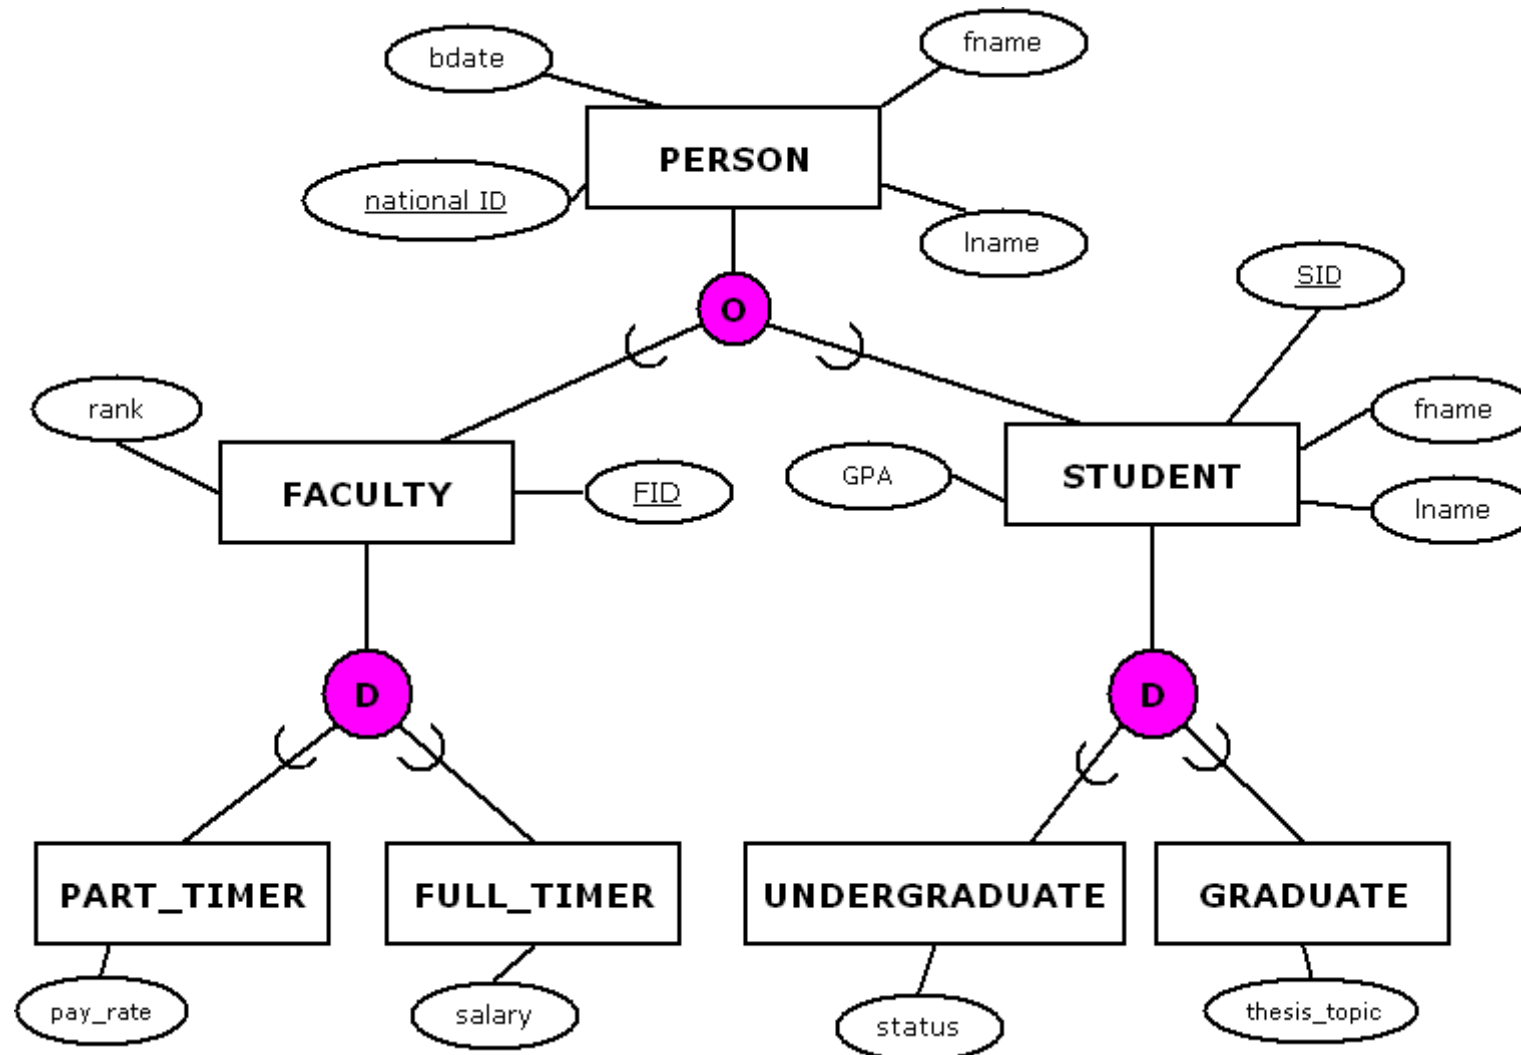 fname
bdate
PERSON
national ID
lname
SID
O
rank
fname
GPA
STUDENT
FACULTY
FID
lname
D
D
PART_TIMER
FULL_TIMER
UNDERGRADUATE
GRADUATE
pay_rate
salary
status
thesis_topic